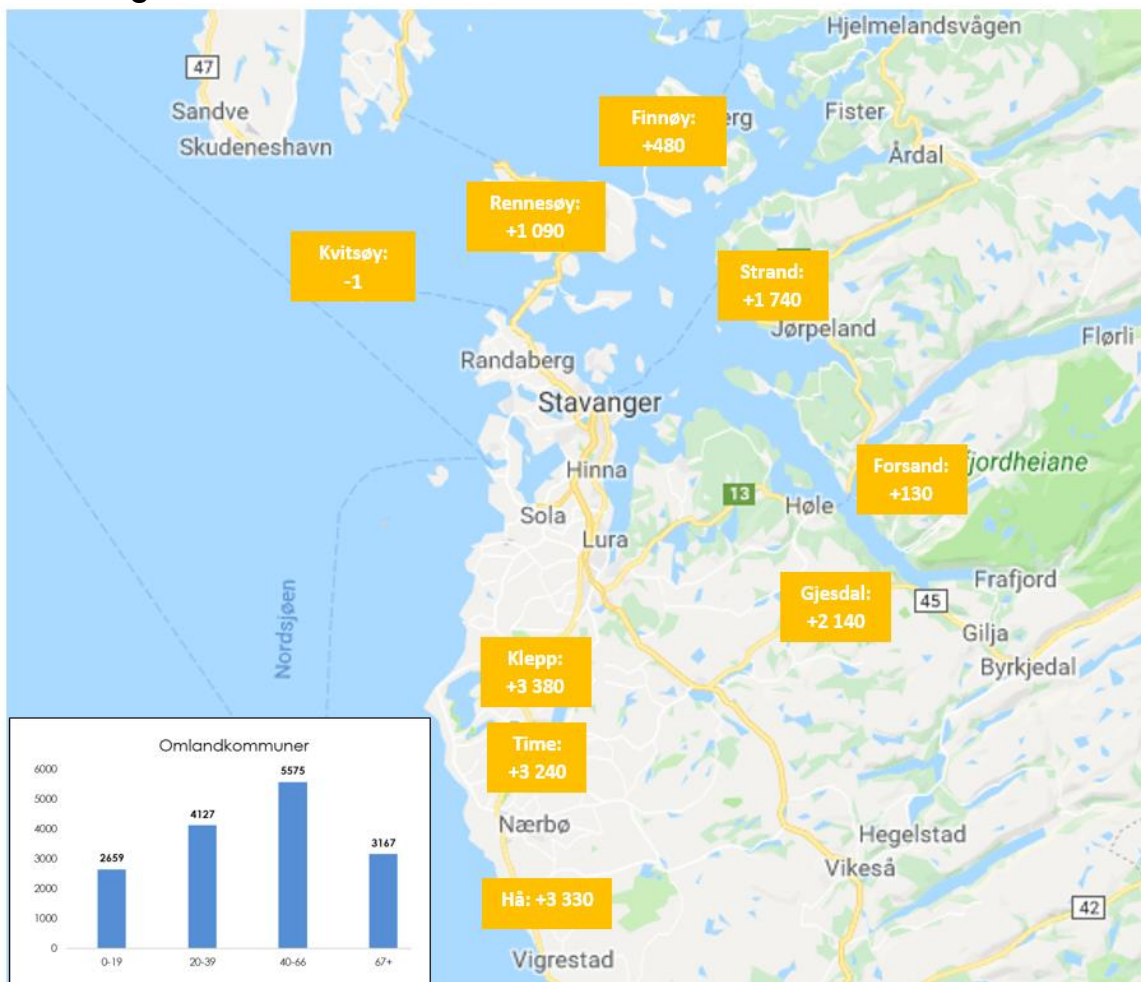 Hjelmelandsvågen
47
Sandve
Skudeneshavn
Finnøy:
+480
Fister
Årdal
Rennesøy:
+1 090
Kvitsøy:
-1
Strand:
+1 740
Jørpeland
Flørli
Randaberg
Stavanger
Hinna
13
Forsand:
+130
fjordheiane
Høle
Sola
Lura
Frafjord
Gjesdal:
+2 140
45
Gilja
Byrkjedal
Nordsjøen
Klepp:
+3 380
Time:
+3 240
Nærbø
Hegelstad
Vikeså
Hå: +3 330
42
Vigrestad
Omlandkommuner
6000
5000
4000
3000
2000
1000
0
2659
4127
5575
3167
0-19
20-39
40-66
67+